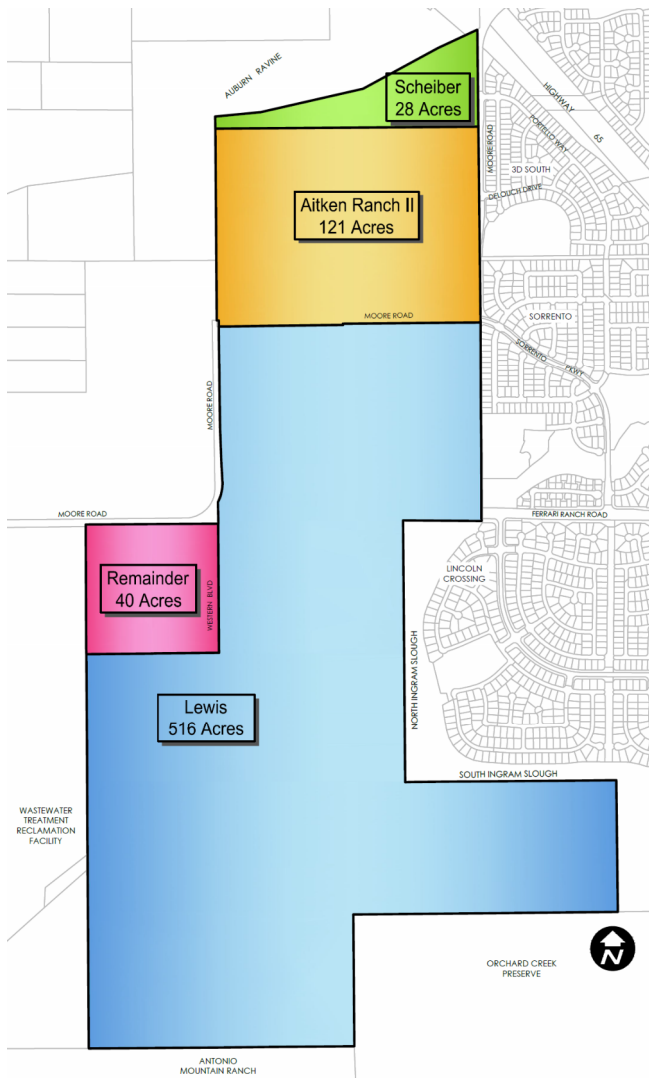 AUBURN RAVINE
Scheiber
28 Acres
HIGHWAY 65
MOORE ROAD
PORTELLO WAY
3D SOUTH
DELOUCH DRIVE
Aitken Ranch II
121 Acres
MOORE ROAD
SORRENTO
SORRENTO PKWY
MOORE ROAD
MOORE ROAD
FERRARI RANCH ROAD
Remainder
40 Acres
WESTERN BLVD
LINCOLN
CROSSING
NORTH INGRAM SLOUGH
Lewis
516 Acres
SOUTH INGRAM SLOUGH
WASTEWATER
TREATMENT
RECLAMATION
FACILITY
N
ORCHARD CREEK
PRESERVE
ANTONIO
MOUNTAIN RANCH